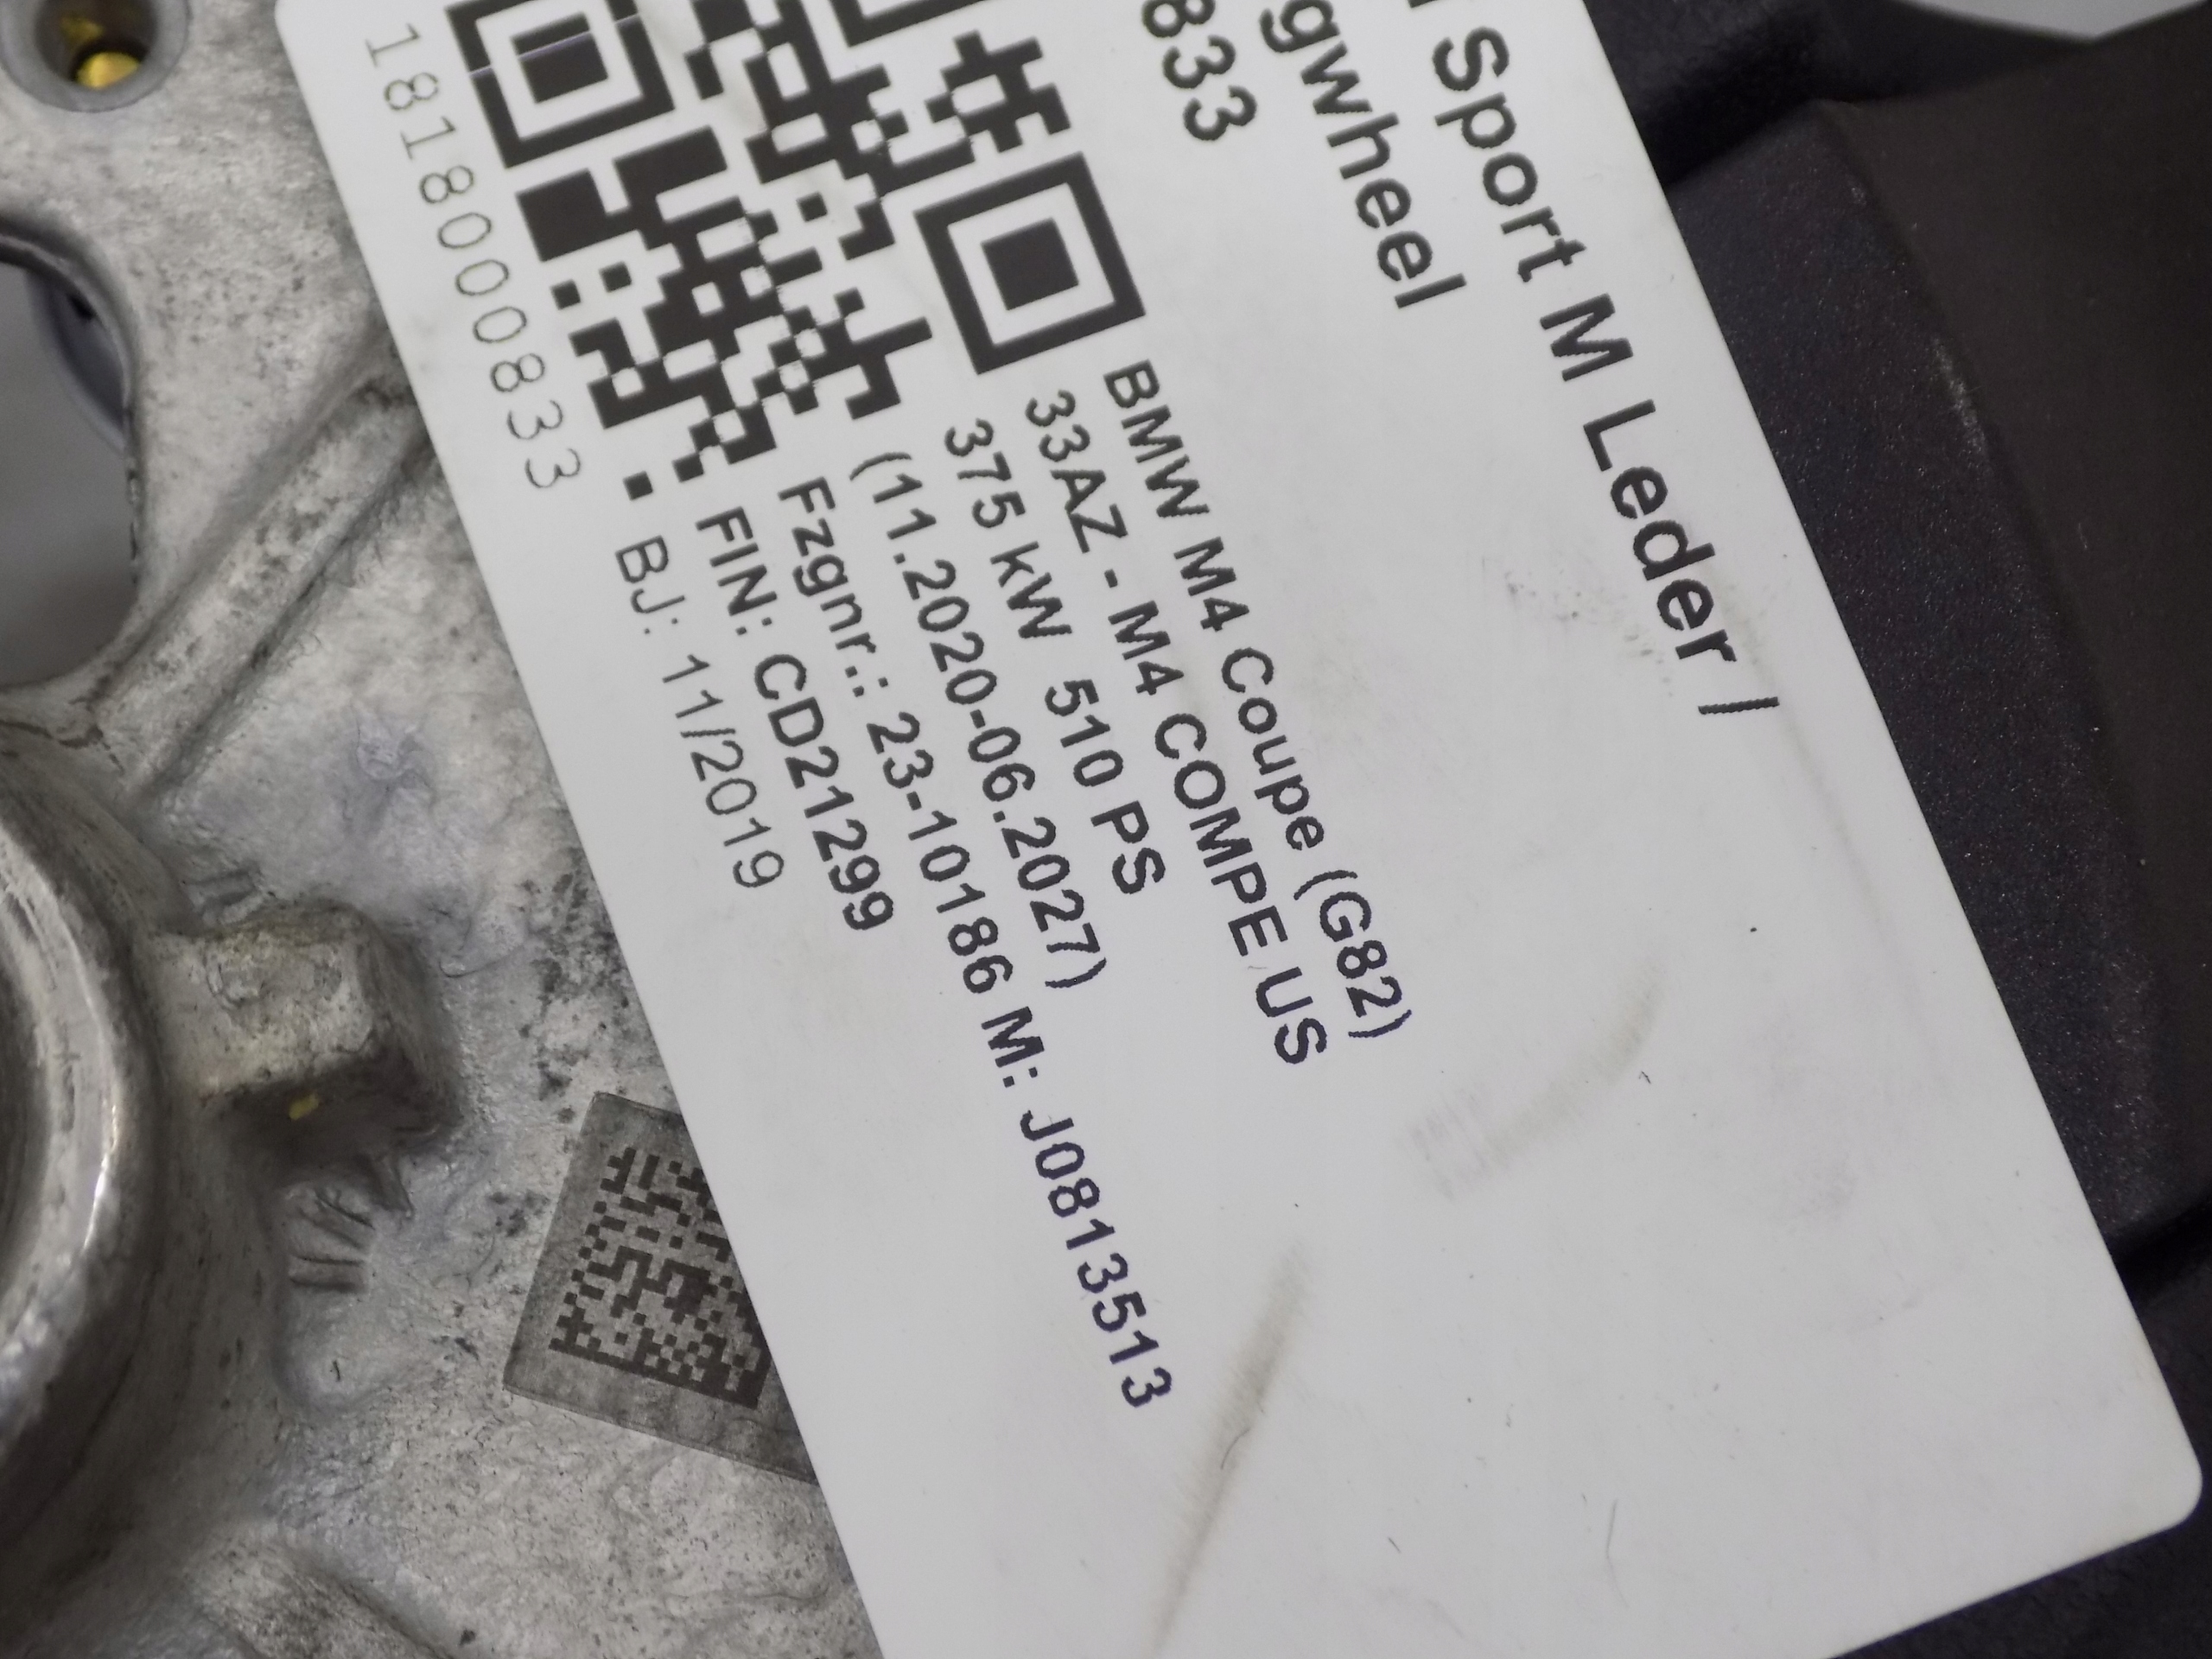 Sport M Leder /
gwheel
833
BMW M4 Coupe (G82)
33AZ - M4 COMPE US
375 kW 510 PS
(11.2020-06.2027)
Fzgnr.: 23-10186 M: J0813513
FIN: CD21299
BJ: 11/2019
1818000833